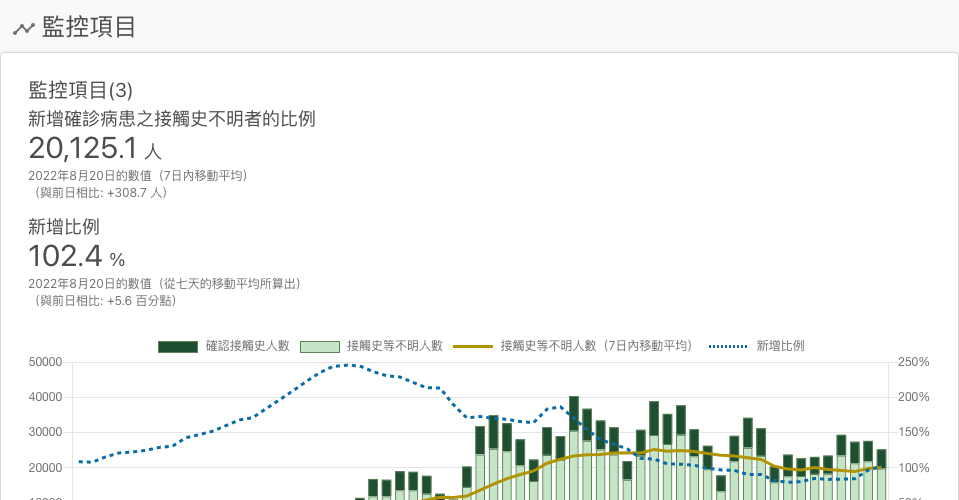 監控項目
監控項目(3)
新增確診病患之接觸史不明者的比例
20,125.1 人
2022年8月20日的數值（7日內移動平均）
（與前日相比: +308.7 人）
新增比例
102.4 %
2022年8月20日的數值（從七天的移動平均所算出）
（與前日相比: +5.6 百分點）
確認接觸史人數 接觸史等不明人數 接觸史等不明人數（7日內移動平均） 新增比例
50000 250%
40000 200%
30000 150%
20000 100%